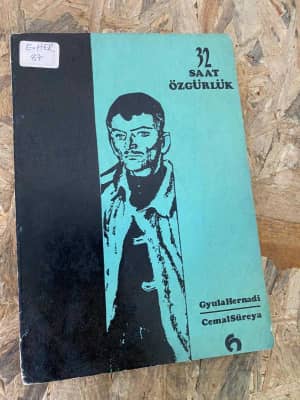 E-HER
87
32
SAAT
ÖZGÜRLÜK
GyulaHernadi
CemalSüreya